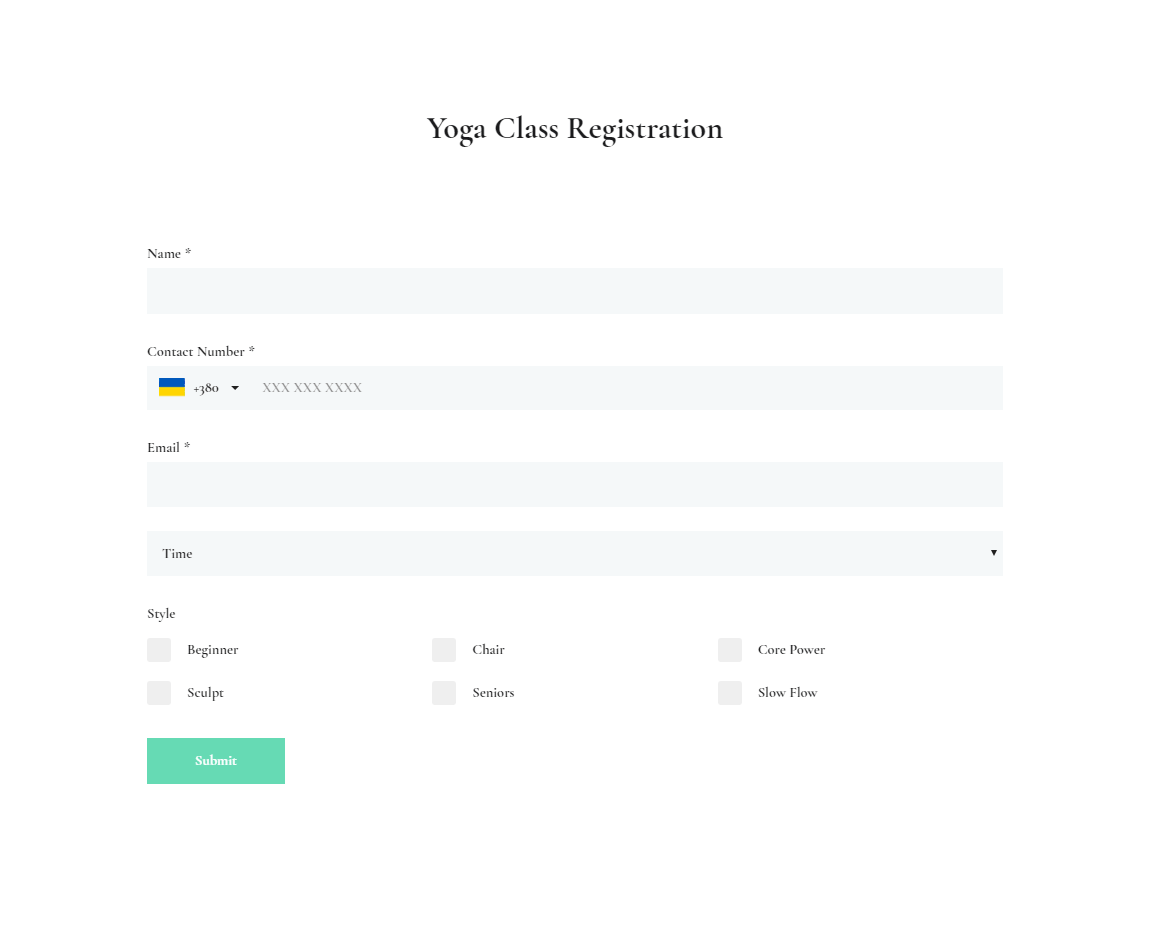 Yoga Class Registration
Name *
Contact Number *
+380 XXX XXX XXXX
Email *
Time
Style
Beginner Chair Core Power
Sculpt Seniors Slow Flow
Submit